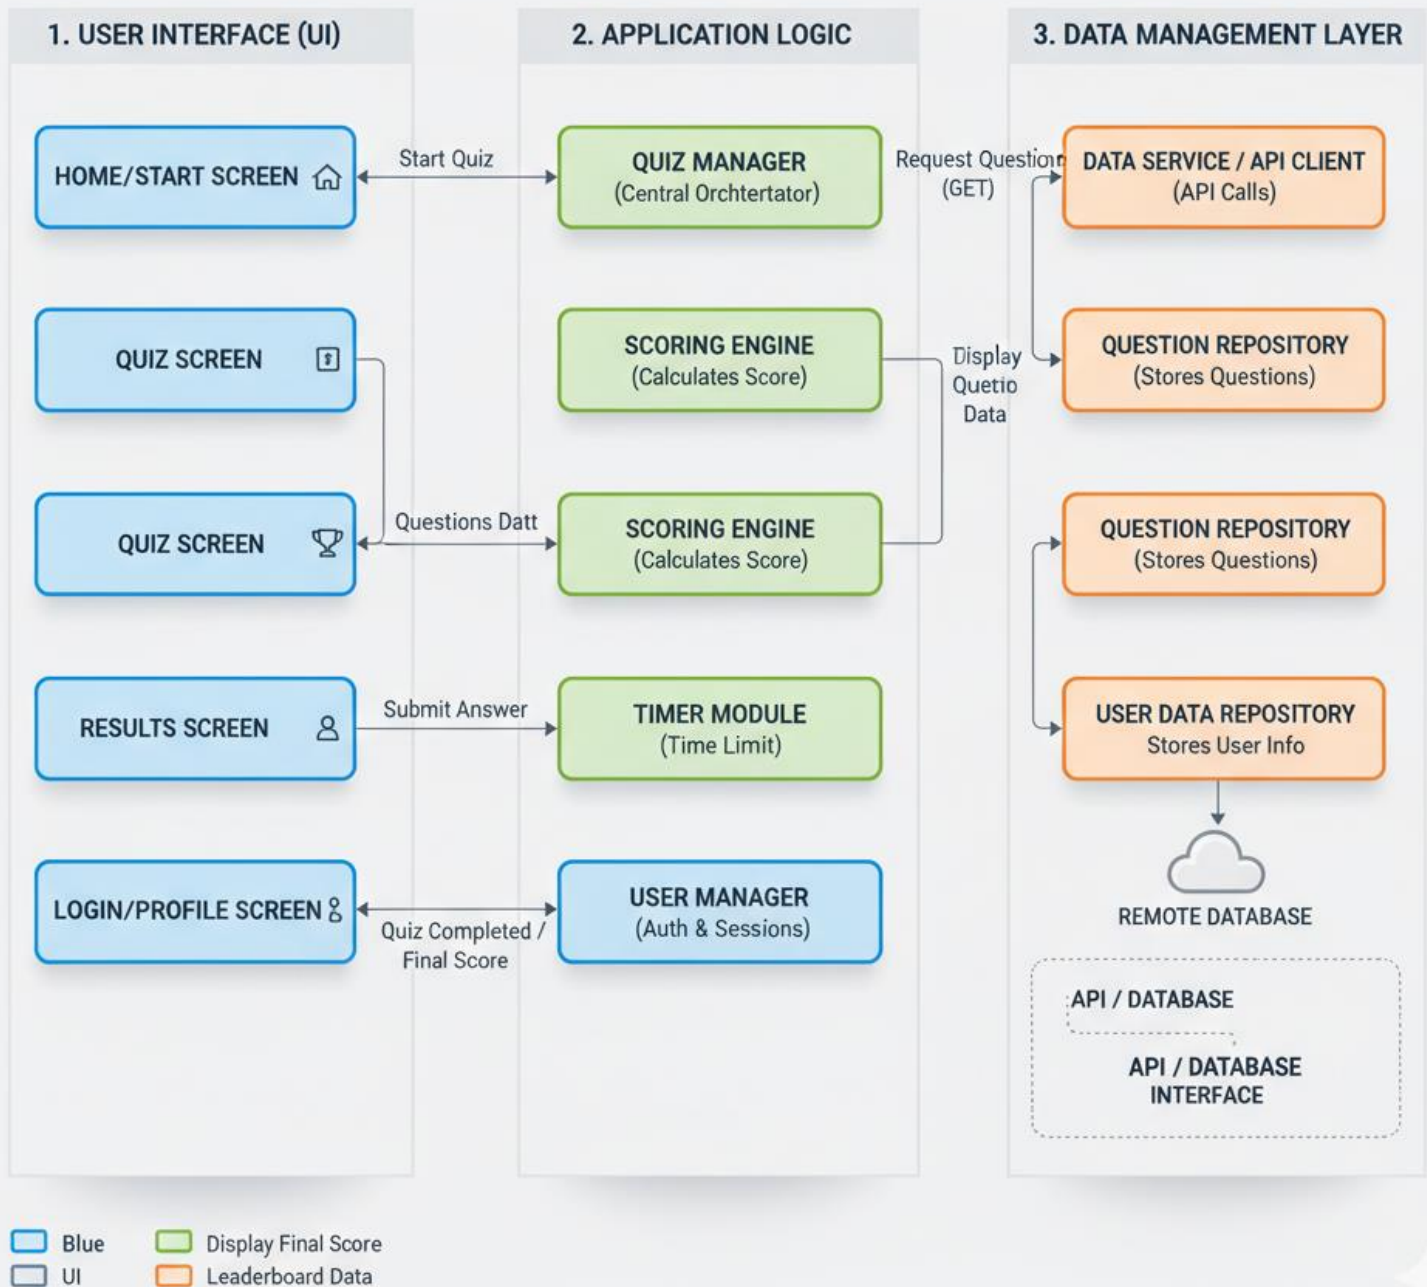 1. USER INTERFACE (UI)
2. APPLICATION LOGIC
3. DATA MANAGEMENT LAYER
HOME/START SCREEN
Start Quiz
QUIZ MANAGER
(Central Orchtertator)
Request Question
(GET)
DATA SERVICE / API CLIENT
(API Calls)
QUIZ SCREEN
SCORING ENGINE
(Calculates Score)
Display
Quetio
Data
QUESTION REPOSITORY
(Stores Questions)
QUIZ SCREEN
Questions Datt
SCORING ENGINE
(Calculates Score)
QUESTION REPOSITORY
(Stores Questions)
RESULTS SCREEN
Submit Answer
TIMER MODULE
(Time Limit)
USER DATA REPOSITORY
Stores User Info
LOGIN/PROFILE SCREEN
Quiz Completed /
Final Score
USER MANAGER
(Auth & Sessions)
REMOTE DATABASE
API / DATABASE
API / DATABASE
INTERFACE
Blue
Display Final Score
UI
Leaderboard Data